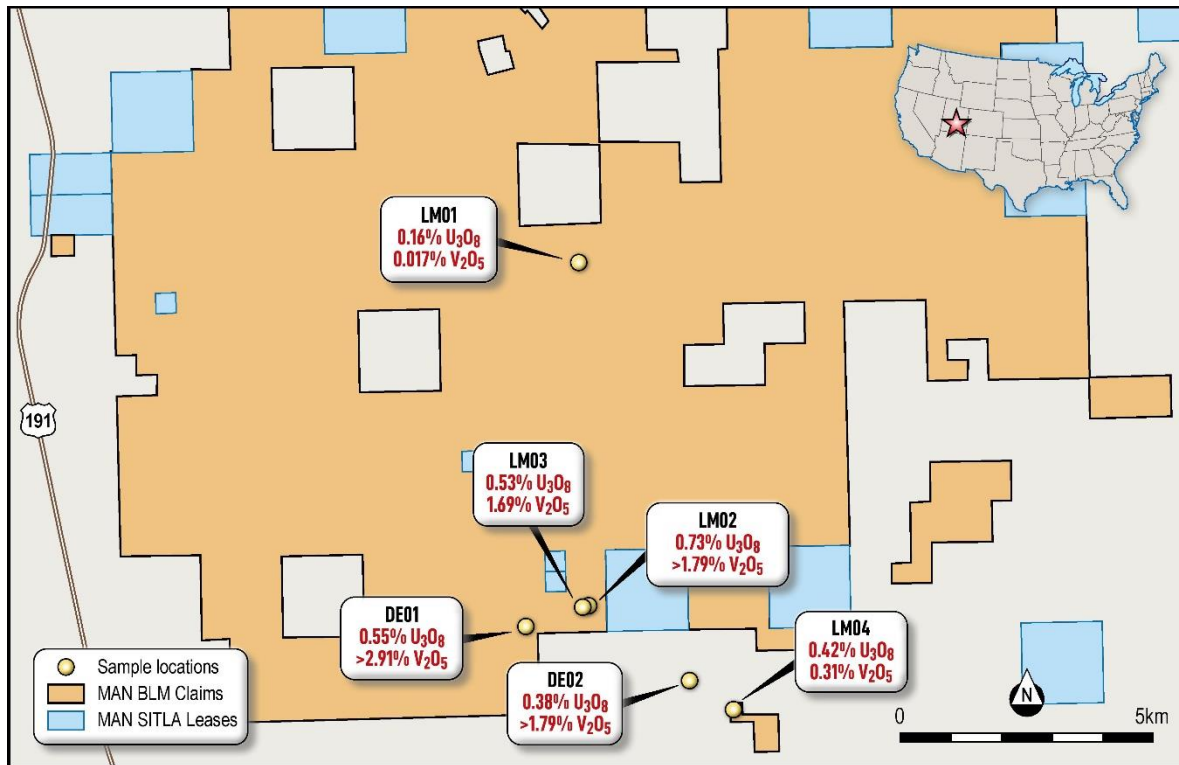 LM01
0.16% U₃O₈
0.017% V₂O₅
191
LM03
0.53% U₃O₈
1.69% V₂O₅
LM02
0.73% U₃O₈
>1.79% V₂O₅
DE01
0.55% U₃O₈
>2.91% V₂O₅
LM04
0.42% U₃O₈
0.31% V₂O₅
DE02
0.38% U₃O₈
>1.79% V₂O₅
Sample locations
MAN BLM Claims
MAN SITLA Leases
N
0 5km